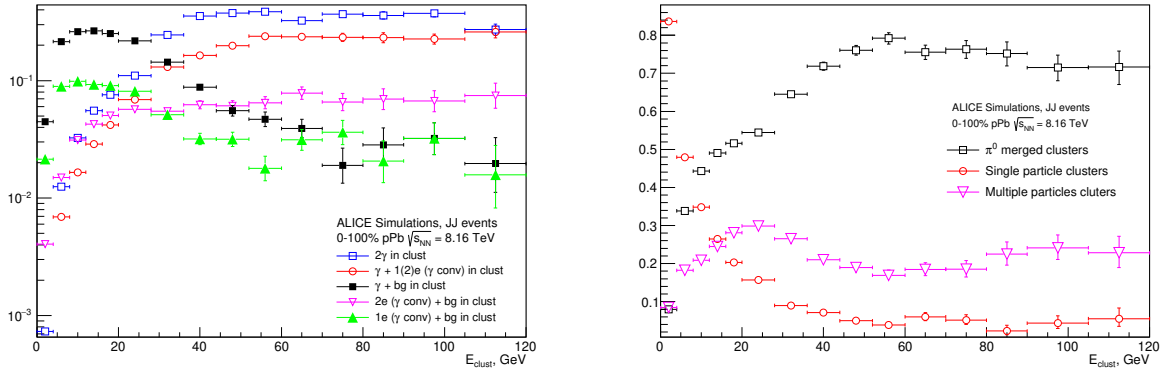 10⁻¹
10⁻²
10⁻³
0 20 40 60 80 100 120
E_clust, GeV
ALICE Simulations, JJ events
0-100% pPb √s_NN = 8.16 TeV
2γ in clust
γ + 1(2)e (γ conv) in clust
γ + bg in clust
2e (γ conv) + bg in clust
1e (γ conv) + bg in clust
0.8
0.7
0.6
0.5
0.4
0.3
0.2
0.1
0 20 40 60 80 100 120
E_clust, GeV
ALICE Simulations, JJ events
0-100% pPb √s_NN = 8.16 TeV
π⁰ merged clusters
Single particle clusters
Multiple particles cluters